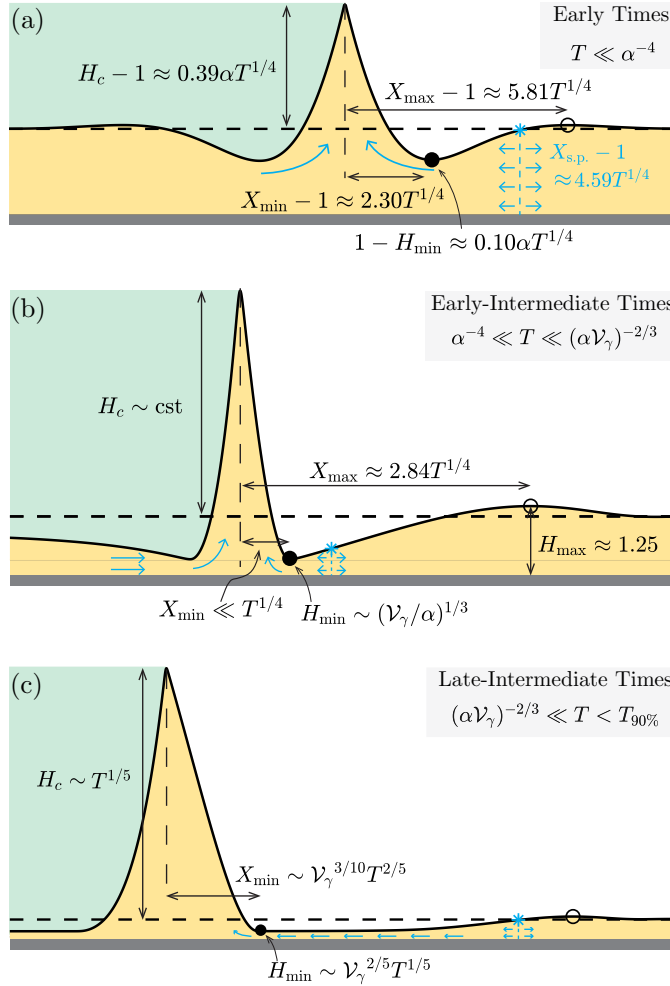 (a)
Early Times
T ≪ α⁻⁴
H_c − 1 ≈ 0.39αT^{1/4}
X_max − 1 ≈ 5.81T^{1/4}
X_s.p. − 1
≈ 4.59T^{1/4}
X_min − 1 ≈ 2.30T^{1/4}
1 − H_min ≈ 0.10αT^{1/4}
(b)
Early-Intermediate Times
α⁻⁴ ≪ T ≪ (α𝒱_γ)^{−2/3}
H_c ∼ cst
X_max ≈ 2.84T^{1/4}
H_max ≈ 1.25
X_min ≪ T^{1/4}
H_min ∼ (𝒱_γ/α)^{1/3}
(c)
Late-Intermediate Times
(α𝒱_γ)^{−2/3} ≪ T < T_{90%}
H_c ∼ T^{1/5}
X_min ∼ 𝒱_γ^{3/10}T^{2/5}
H_min ∼ 𝒱_γ^{2/5}T^{1/5}